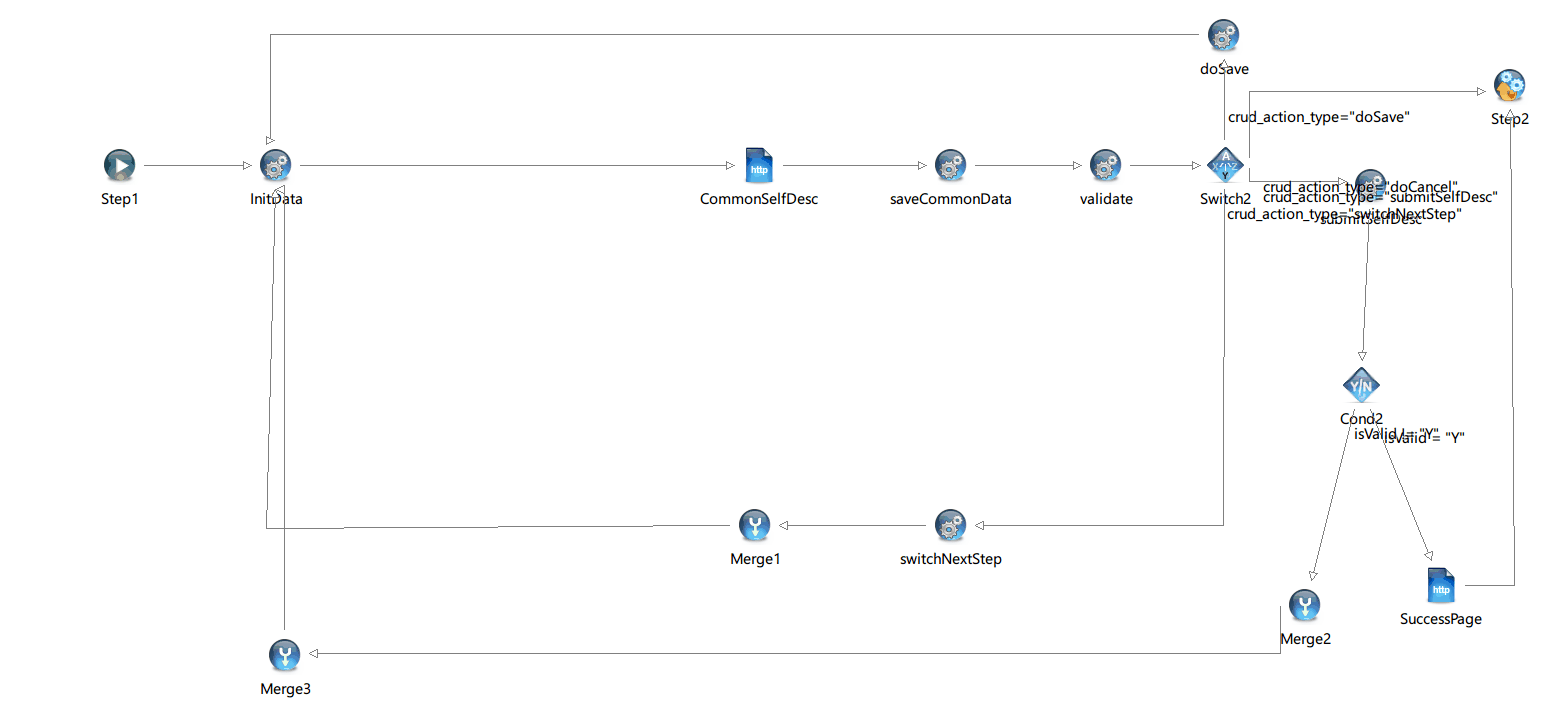 doSave
crud_action_type="doSave"
Step2
Step1
InitData
http
CommonSelfDesc
saveCommonData
validate
A
X Z
Y
Switch2
crud_action_type="doCancel"
crud_action_type="submitSelfDesc"
crud_action_type="switchNextStep"
submitSelfDesc
Y/N
Cond2
isValid != "Y"
isValid = "Y"
Merge1
switchNextStep
http
SuccessPage
Merge2
Merge3